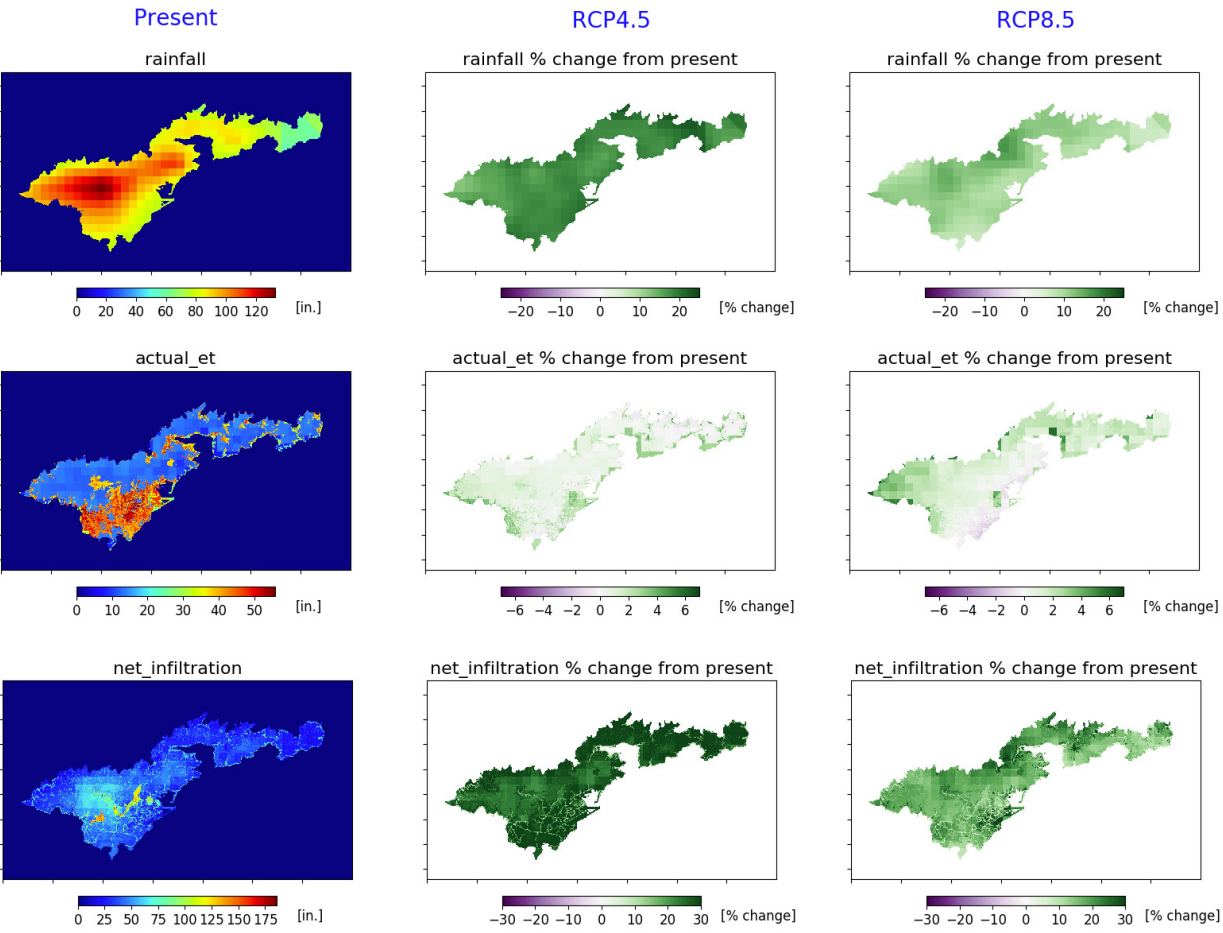 Present RCP4.5 RCP8.5
rainfall rainfall % change from present rainfall % change from present
0 20 40 60 80 100 120 [in.] −20 −10 0 10 20 [% change] −20 −10 0 10 20 [% change]
actual_et actual_et % change from present actual_et % change from present
0 10 20 30 40 50 [in.] −6 −4 −2 0 2 4 6 [% change] −6 −4 −2 0 2 4 6 [% change]
net_infiltration net_infiltration % change from present net_infiltration % change from present
0 25 50 75 100 125 150 175 [in.] −30 −20 −10 0 10 20 30 [% change] −30 −20 −10 0 10 20 30 [% change]